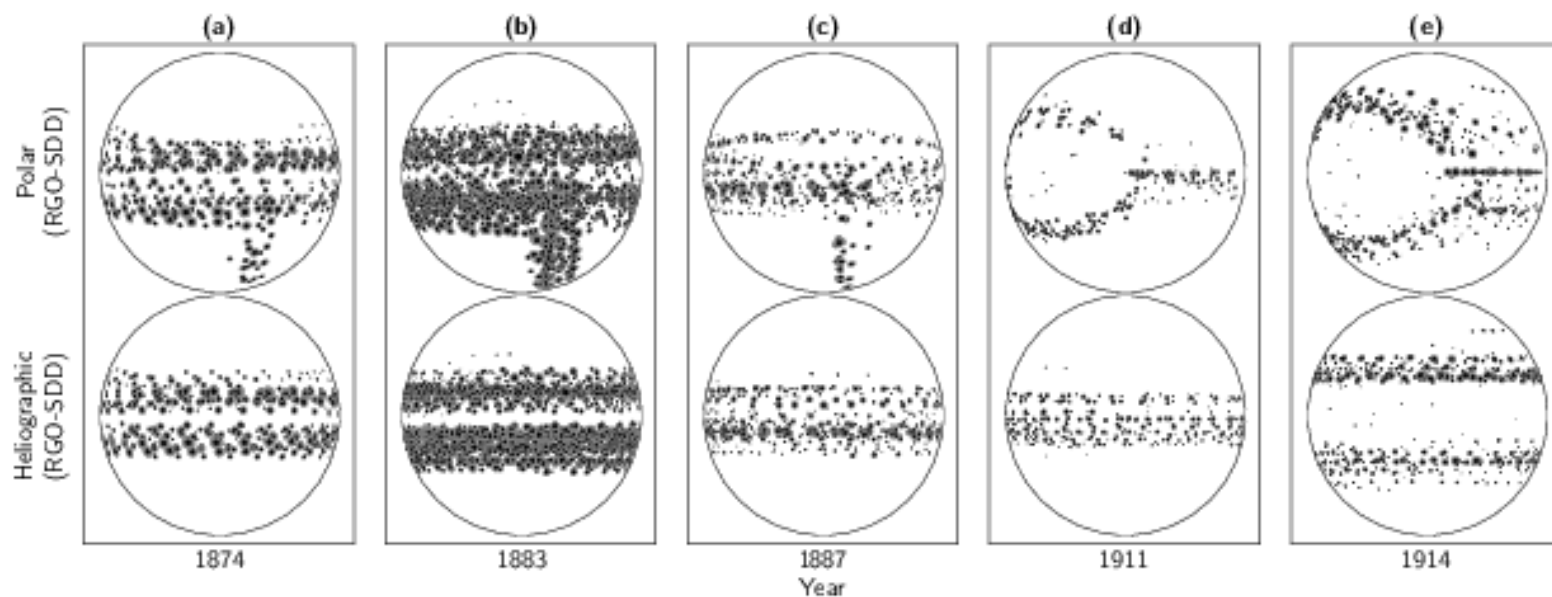 (a) (b) (c) (d) (e)
Polar
(RGO-SDD)
Heliographic
(RGO-SDD)
1874 1883 1887 1911 1914
Year